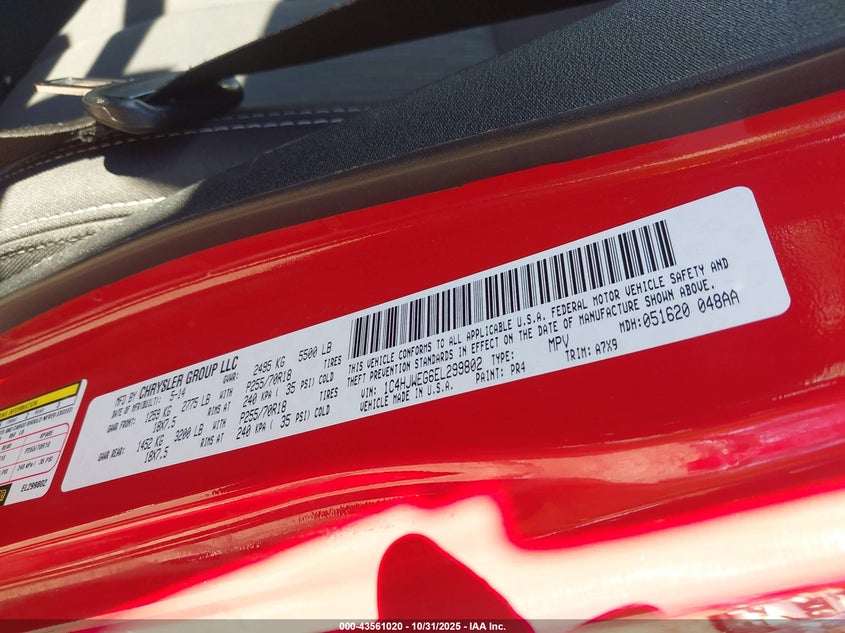 MFD BY CHRYSLER GROUP LLC
DATE OF MFR: 5-14 GVWR: 2495 KG 5500 LB
GAWR FRONT: 1259 KG 2775 LB WITH P255/70R18
18X7.5 RIMS AT 240 KPA ( 35 PSI) COLD
GAWR REAR: 1452 KG 3200 LB WITH P255/70R18
18X7.5 RIMS AT 240 KPA ( 35 PSI) COLD
THIS VEHICLE CONFORMS TO ALL APPLICABLE U.S.A. FEDERAL MOTOR VEHICLE SAFETY AND
THEFT PREVENTION STANDARDS IN EFFECT ON THE DATE OF MANUFACTURE SHOWN ABOVE.
VIN: 1C4HJWEG6EL299802 TYPE: MPV MDH: 051620 048AA
VEHICLE MADE IN U.S.A. PAINT: PR4 TRIM: A7X9
INFORMATION
EL299802
000-43561020 - 10/31/2025 - IAA Inc.